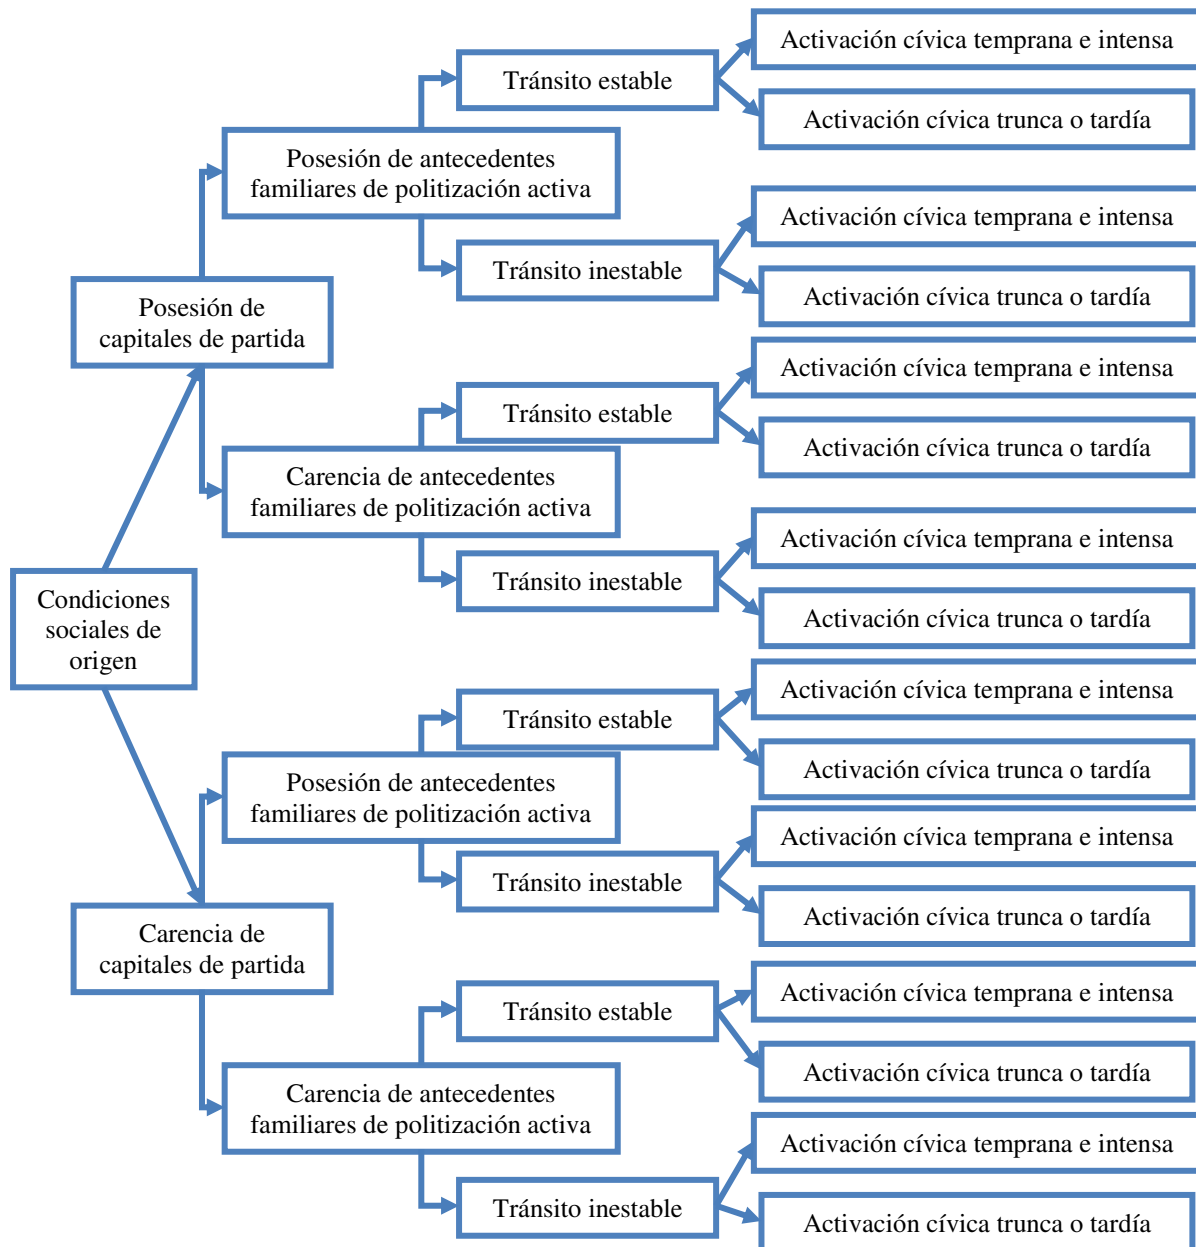 Activación cívica temprana e intensa
Tránsito estable
Activación cívica trunca o tardía
Posesión de antecedentes
familiares de politización activa
Activación cívica temprana e intensa
Tránsito inestable
Activación cívica trunca o tardía
Posesión de
capitales de partida
Activación cívica temprana e intensa
Tránsito estable
Activación cívica trunca o tardía
Carencia de antecedentes
familiares de politización activa
Activación cívica temprana e intensa
Tránsito inestable
Activación cívica trunca o tardía
Condiciones
sociales de
origen
Activación cívica temprana e intensa
Tránsito estable
Activación cívica trunca o tardía
Posesión de antecedentes
familiares de politización activa
Activación cívica temprana e intensa
Tránsito inestable
Activación cívica trunca o tardía
Carencia de
capitales de partida
Activación cívica temprana e intensa
Tránsito estable
Activación cívica trunca o tardía
Carencia de antecedentes
familiares de politización activa
Activación cívica temprana e intensa
Tránsito inestable
Activación cívica trunca o tardía